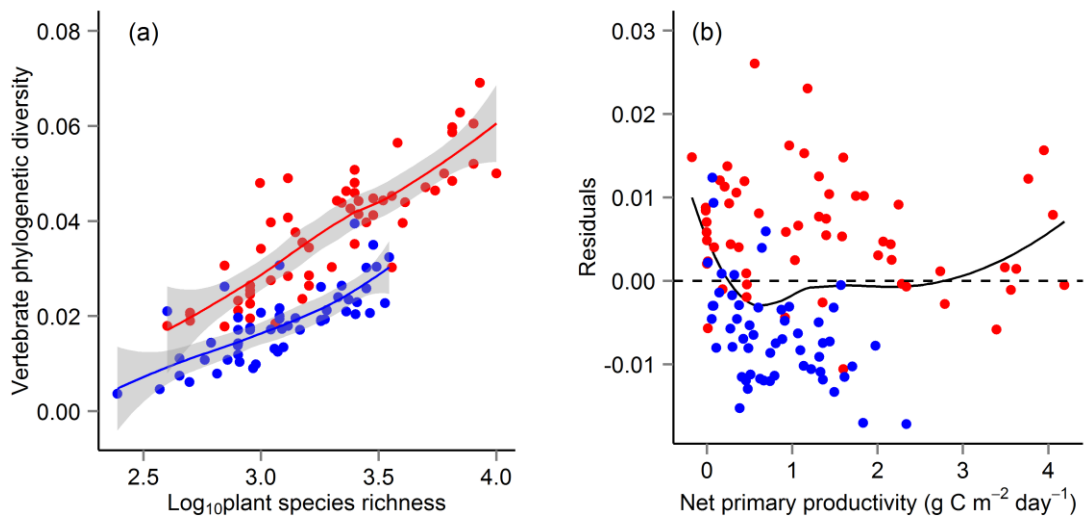 (a)
Vertebrate phylogenetic diversity
0.08
0.06
0.04
0.02
0.00
2.5 3.0 3.5 4.0
Log₁₀plant species richness
(b)
Residuals
0.03
0.02
0.01
0.00
-0.01
0 1 2 3 4
Net primary productivity (g C m⁻² day⁻¹)